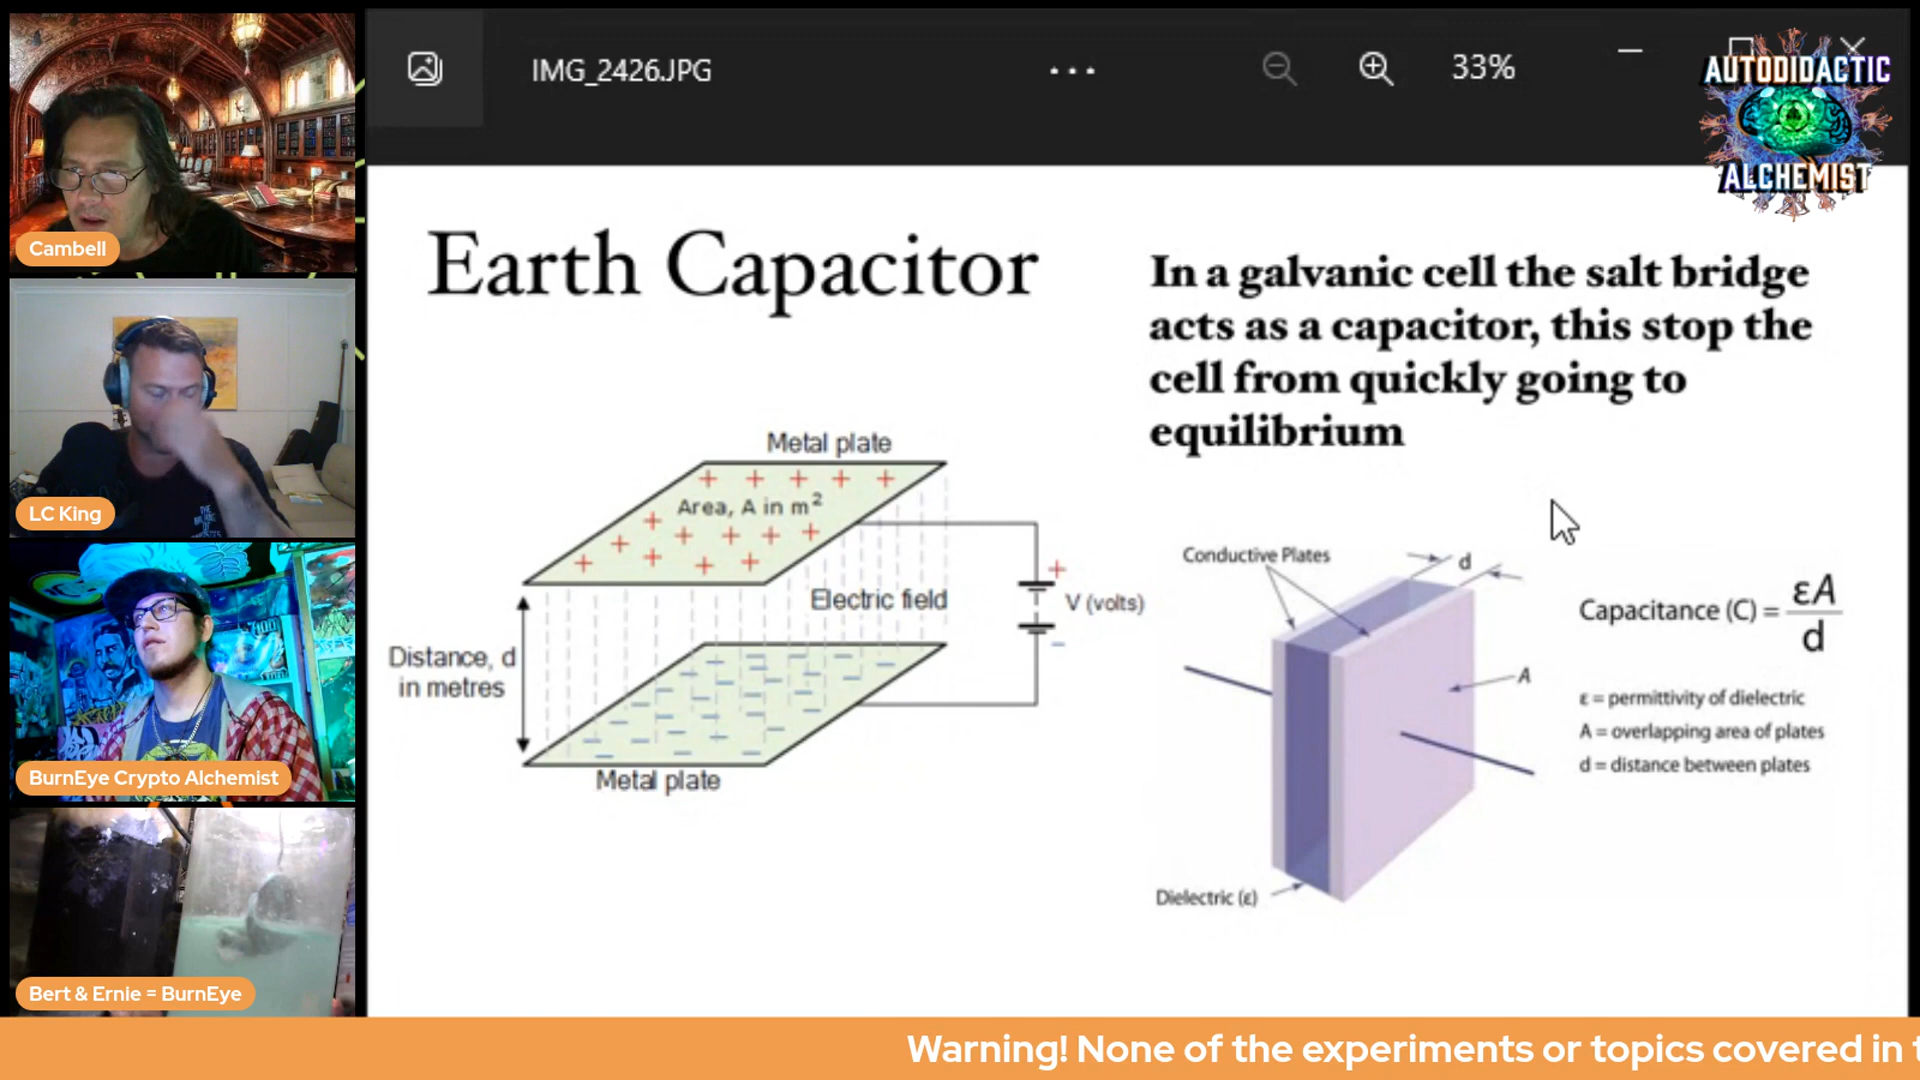 IMG_2426.JPG
33%
AUTODIDACTIC
ALCHEMIST
Cambell
LC King
BurnEye Crypto Alchemist
Bert & Ernie = BurnEye
Earth Capacitor
In a galvanic cell the salt bridge
acts as a capacitor, this stop the
cell from quickly going to
equilibrium
Metal plate
Area, A in m²
Electric field
+
V (volts)
-
Distance, d
in metres
Metal plate
Conductive Plates
d
A
Dielectric (ε)
Capacitance (C) = εA/d
ε = permittivity of dielectric
A = overlapping area of plates
d = distance between plates
Warning! None of the experiments or topics covered in